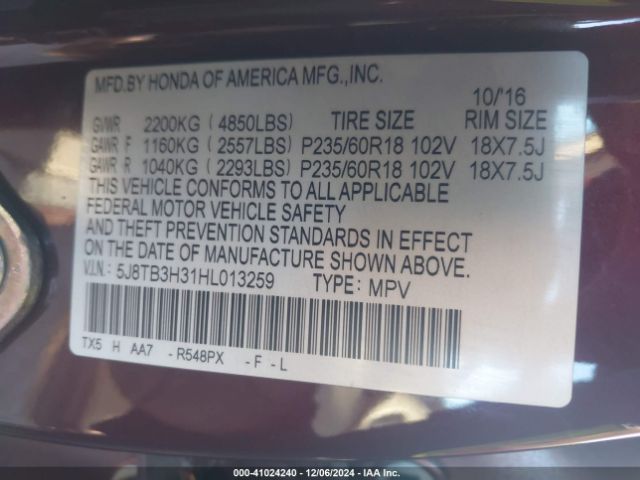 MFD.BY HONDA OF AMERICA MFG.,INC.
10/'16
GVWR 2200KG (4850LBS) TIRE SIZE RIM SIZE
GAWR F 1160KG (2557LBS) P235/60R18 102V 18X7.5J
GAWR R 1040KG (2293LBS) P235/60R18 102V 18X7.5J
THIS VEHICLE CONFORMS TO ALL APPLICABLE
FEDERAL MOTOR VEHICLE SAFETY
AND THEFT PREVENTION STANDARDS IN EFFECT
ON THE DATE OF MANUFACTURE SHOWN ABOVE.
V.I.N.: 5J8TB3H31HL013259 TYPE: MPV
TX5 H AA7 - R548PX - F - L
000-41024240 - 12/06/2024 - IAA Inc.